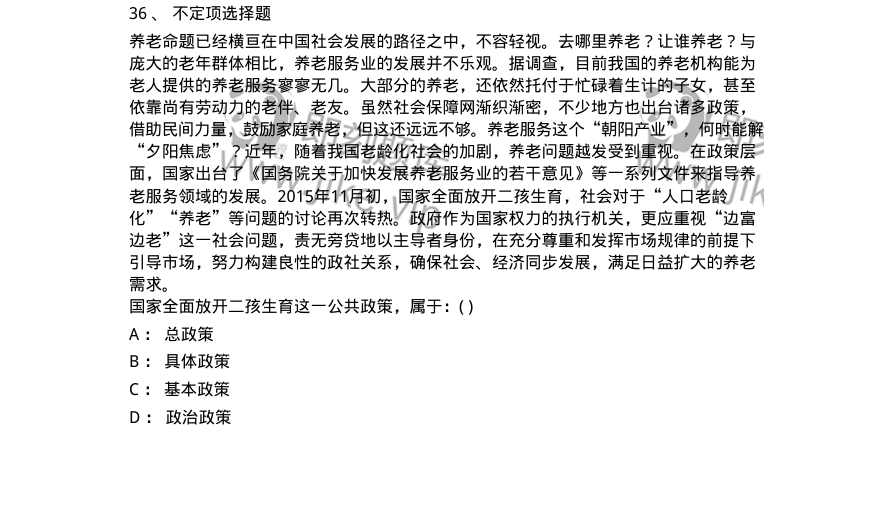 36 、 不定项选择题
养老命题已经横亘在中国社会发展的路径之中，不容轻视。去哪里养老？让谁养老？与
庞大的老年群体相比，养老服务业的发展并不乐观。据调查，目前我国的养老机构能为
老人提供的养老服务寥寥无几。大部分的养老，还依然托付于忙碌着生计的子女，甚至
依靠尚有劳动力的老伴、老友。虽然社会保障网渐织渐密，不少地方也出台诸多政策，
借助民间力量，鼓励家庭养老，但这还远远不够。养老服务这个“朝阳产业”，何时能解
“夕阳焦虑”？近年，随着我国老龄化社会的加剧，养老问题越发受到重视。在政策层
面，国家出台了《国务院关于加快发展养老服务业的若干意见》等一系列文件来指导养
老服务领域的发展。2015年11月初，国家全面放开二孩生育，社会对于“人口老龄
化”“养老”等问题的讨论再次转热。政府作为国家权力的执行机关，更应重视“边富
边老”这一社会问题，责无旁贷地以主导者身份，在充分尊重和发挥市场规律的前提下
引导市场，努力构建良性的政社关系，确保社会、经济同步发展，满足日益扩大的养老
需求。
国家全面放开二孩生育这一公共政策，属于：( )
A： 总政策
B： 具体政策
C： 基本政策
D： 政治政策